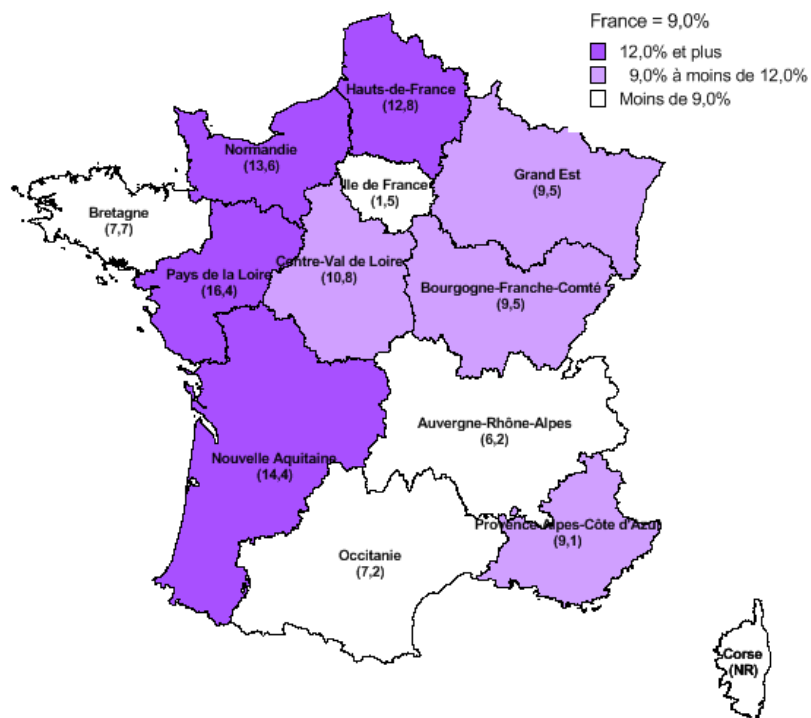 France = 9,0%
12,0% et plus
9,0% à moins de 12,0%
Moins de 9,0%
Hauts-de-France
(12,8)
Normandie
(13,6)
Ile de France
(1,5)
Grand Est
(9,5)
Bretagne
(7,7)
Pays de la Loire
(16,4)
Centre-Val de Loire
(10,8)
Bourgogne-Franche-Comté
(9,5)
Auvergne-Rhône-Alpes
(6,2)
Nouvelle Aquitaine
(14,4)
Provence-Alpes-Côte d'Azur
(9,1)
Occitanie
(7,2)
Corse
(NR)